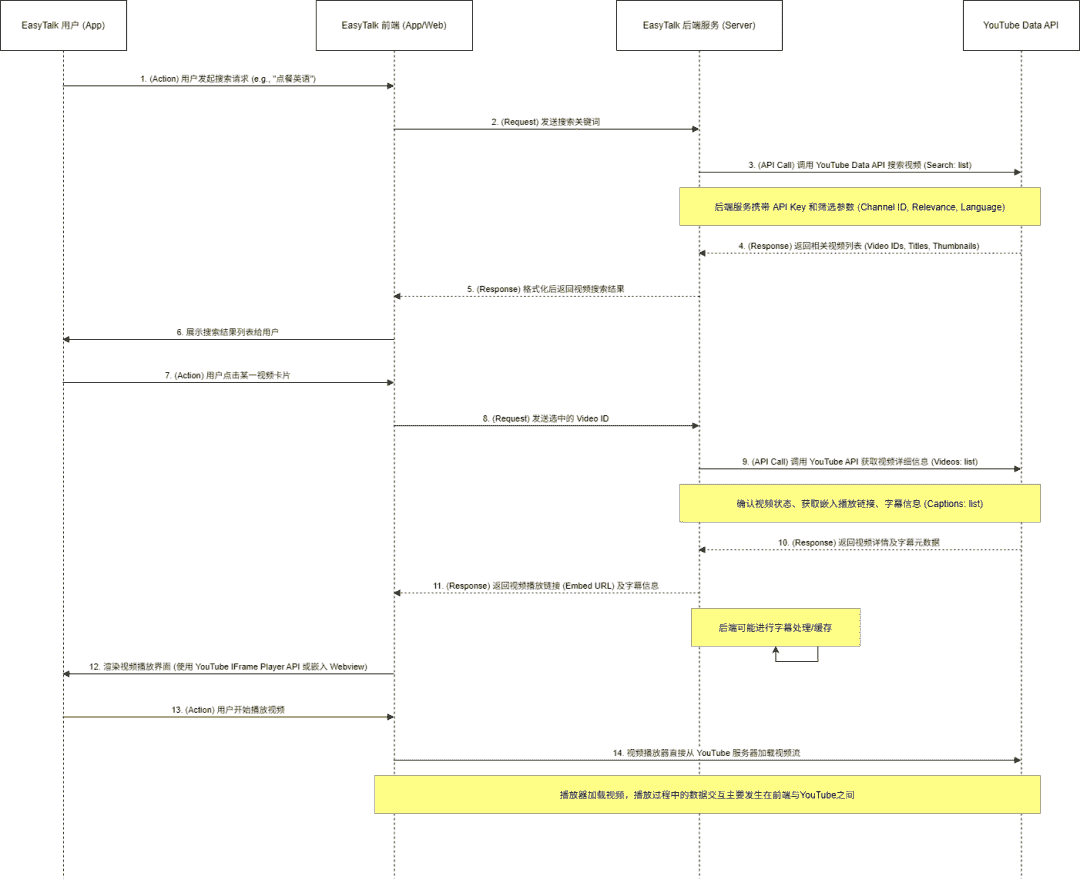 EasyTalk 用户 (App)
EasyTalk 前端 (App/Web)
EasyTalk 后端服务 (Server)
YouTube Data API
1. (Action) 用户发起搜索请求 (e.g., "点餐英语")
2. (Request) 发送搜索关键词
3. (API Call) 调用 YouTube Data API 搜索视频 (Search: list)
后端服务携带 API Key 和筛选参数 (Channel ID, Relevance, Language)
4. (Response) 返回相关视频列表 (Video IDs, Titles, Thumbnails)
5. (Response) 格式化后返回视频搜索结果
6. 展示搜索结果列表给用户
7. (Action) 用户点击某一视频卡片
8. (Request) 发送选中的 Video ID
9. (API Call) 调用 YouTube API 获取视频详细信息 (Videos: list)
确认视频状态、获取嵌入播放链接、字幕信息 (Captions: list)
10. (Response) 返回视频详情及字幕元数据
11. (Response) 返回视频播放链接 (Embed URL) 及字幕信息
后端可能进行字幕处理/缓存
12. 渲染视频播放界面 (使用 YouTube IFrame Player API 或嵌入 Webview)
13. (Action) 用户开始播放视频
14. 视频播放器直接从 YouTube 服务器加载视频流
播放器加载视频，播放过程中的数据交互主要发生在前端与YouTube之间